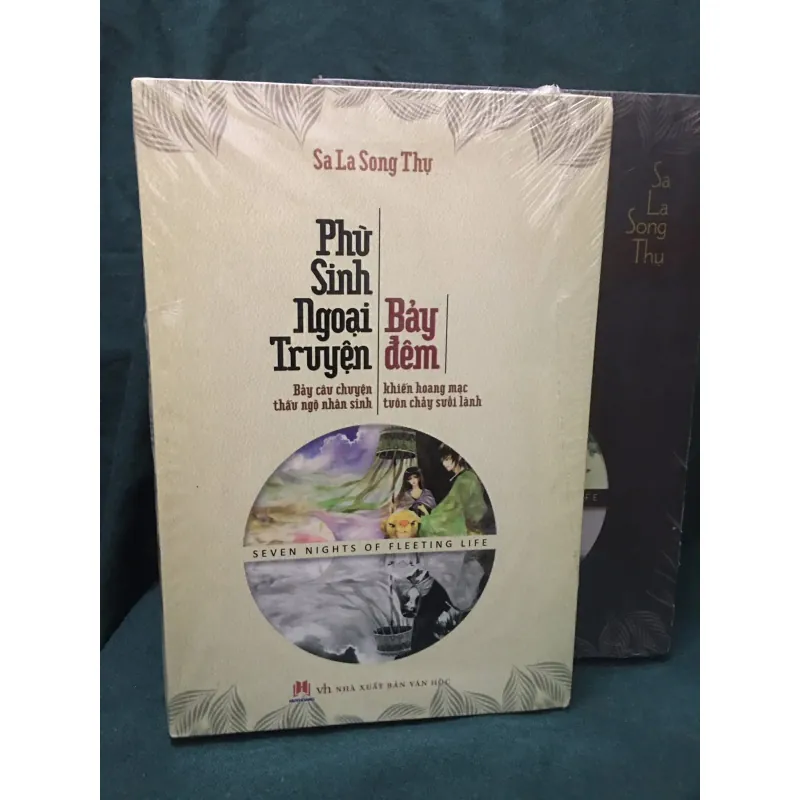 Sa La Song Thụ
Phù
Sinh
Ngoại
Truyện
Bảy
đêm
Bảy câu chuyện
thấu ngộ nhân sinh
khiến hoang mạc
tuôn chảy suối lành
SEVEN NIGHTS OF FLEETING LIFE
vh NHÀ XUẤT BẢN VĂN HỌC
Sa
La
Song
Thụ
IFE